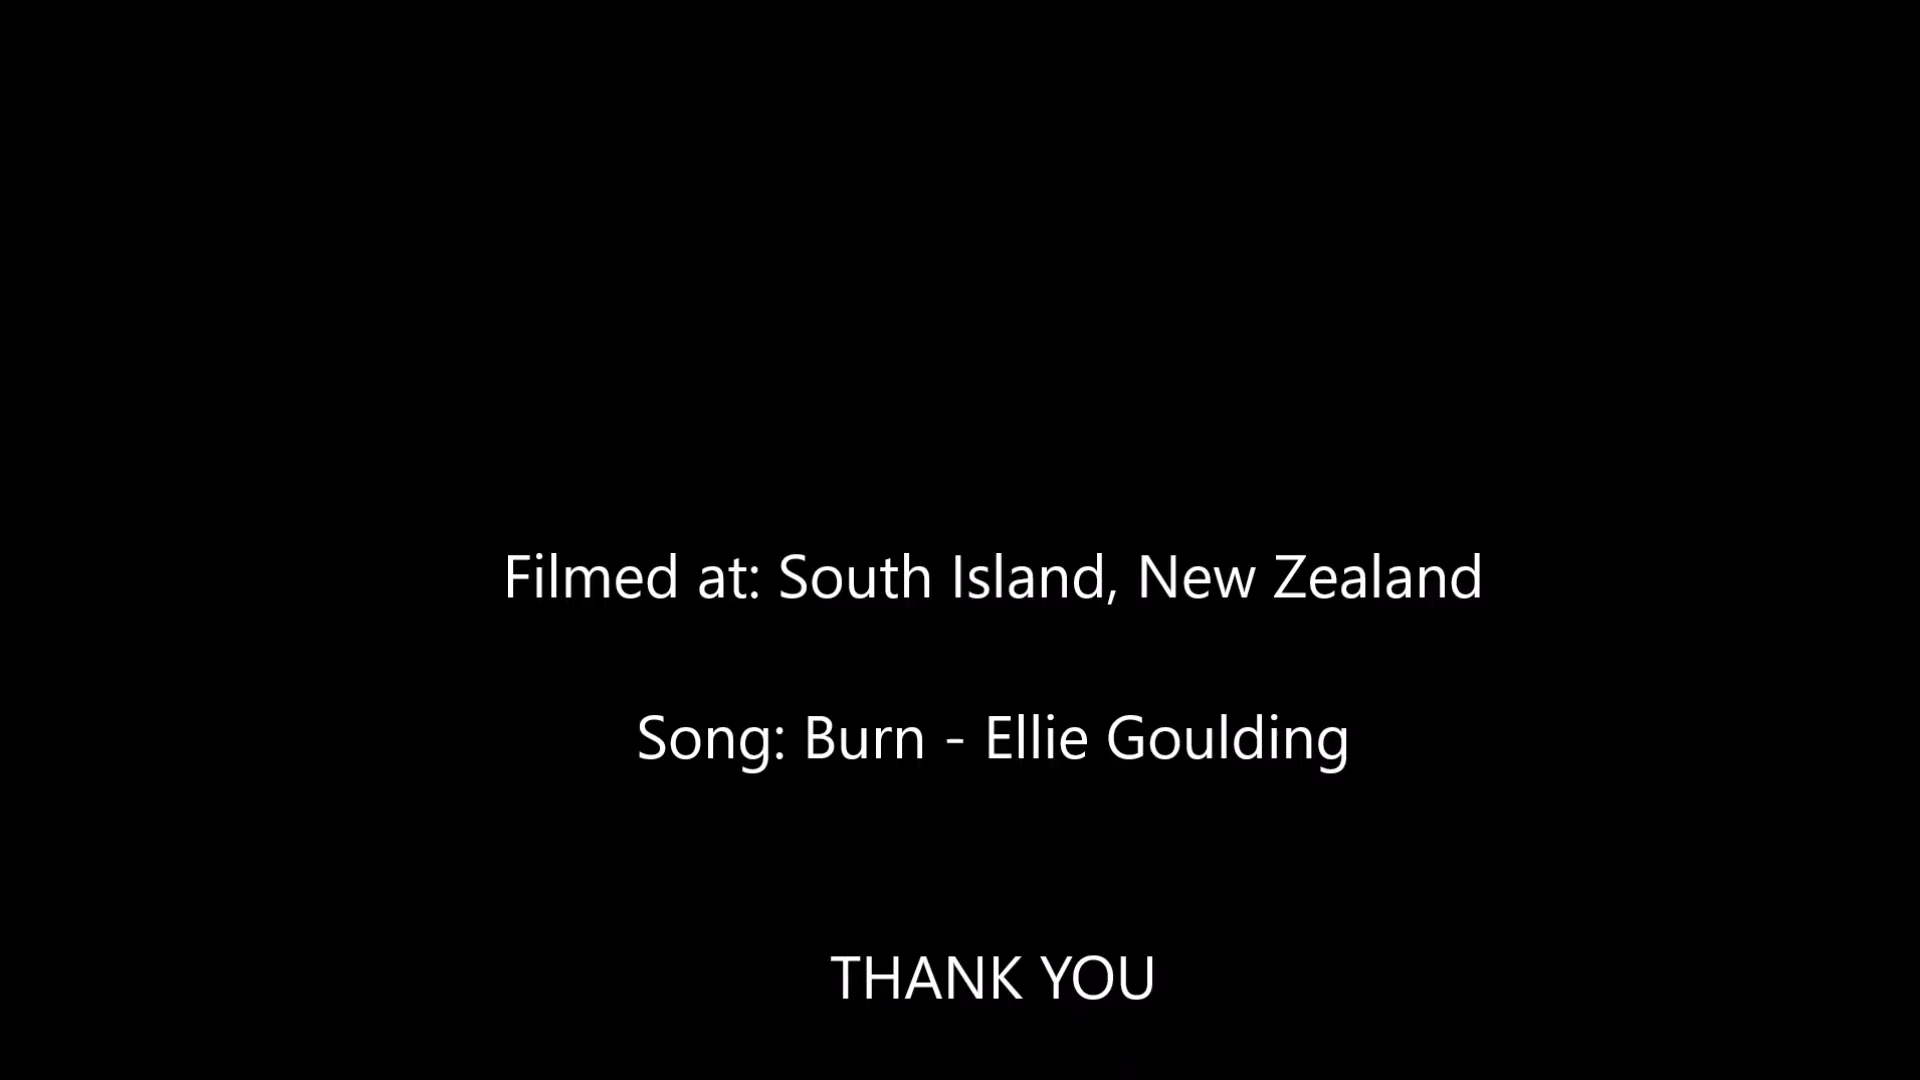 Filmed at: South Island, New Zealand
Song: Burn - Ellie Goulding
THANK YOU